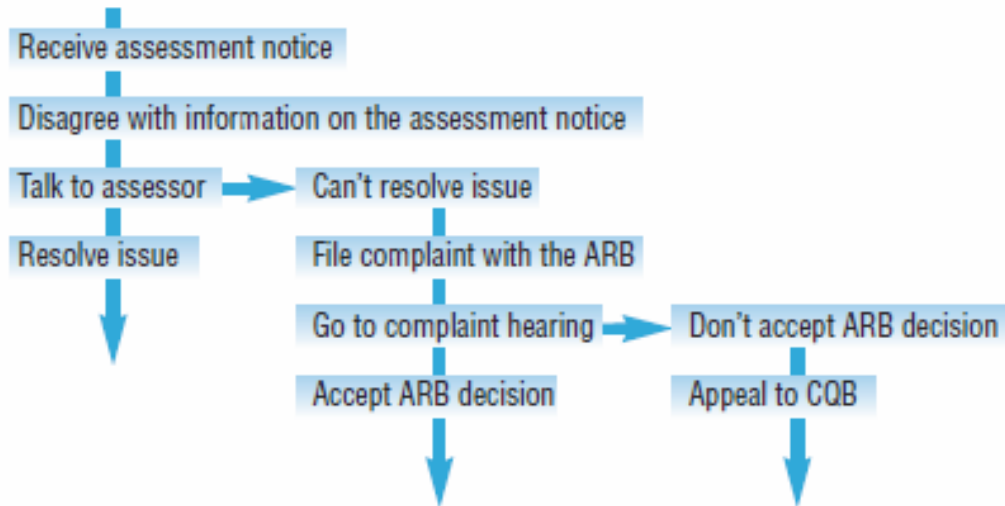 Receive assessment notice
Disagree with information on the assessment notice
Talk to assessor
Can't resolve issue
Resolve issue
File complaint with the ARB
Go to complaint hearing
Don't accept ARB decision
Accept ARB decision
Appeal to CQB